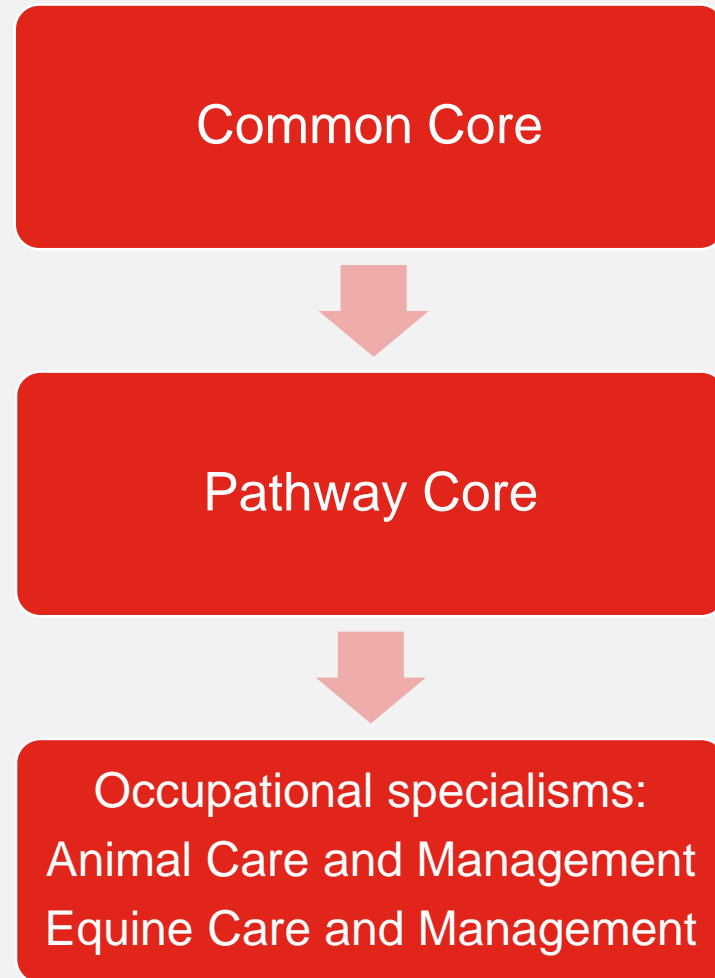 Common Core
Pathway Core
Occupational specialisms:
Animal Care and Management
Equine Care and Management